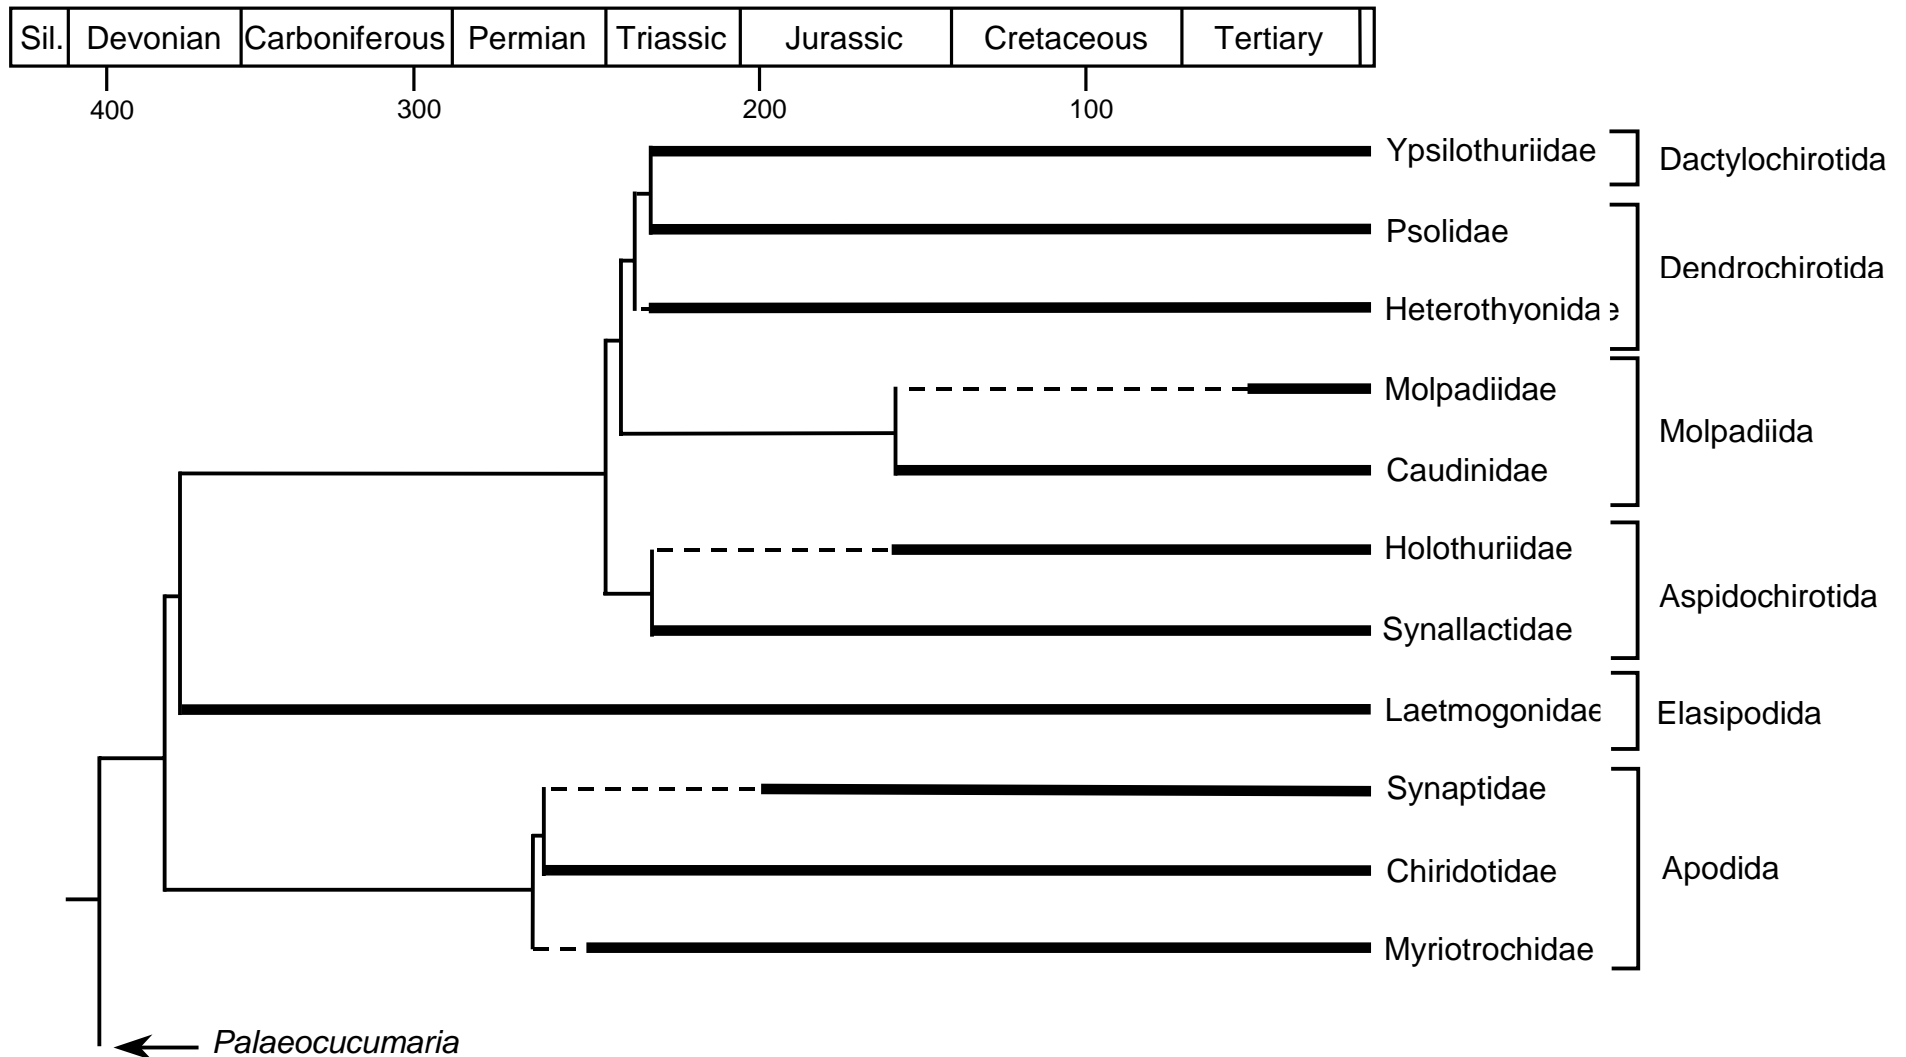 Sil. Devonian Carboniferous Permian Triassic Jurassic Cretaceous Tertiary
400 300 200 100
Ypsilothuriidae
Dactylochirotida
Psolidae
Dendrochirotida
Heterothyonidae
Molpadiidae
Molpadiida
Caudinidae
Holothuriidae
Aspidochirotida
Synallactidae
Laetmogonidae
Elasipodida
Synaptidae
Chiridotidae
Apodida
Myriotrochidae
Palaeocucumaria